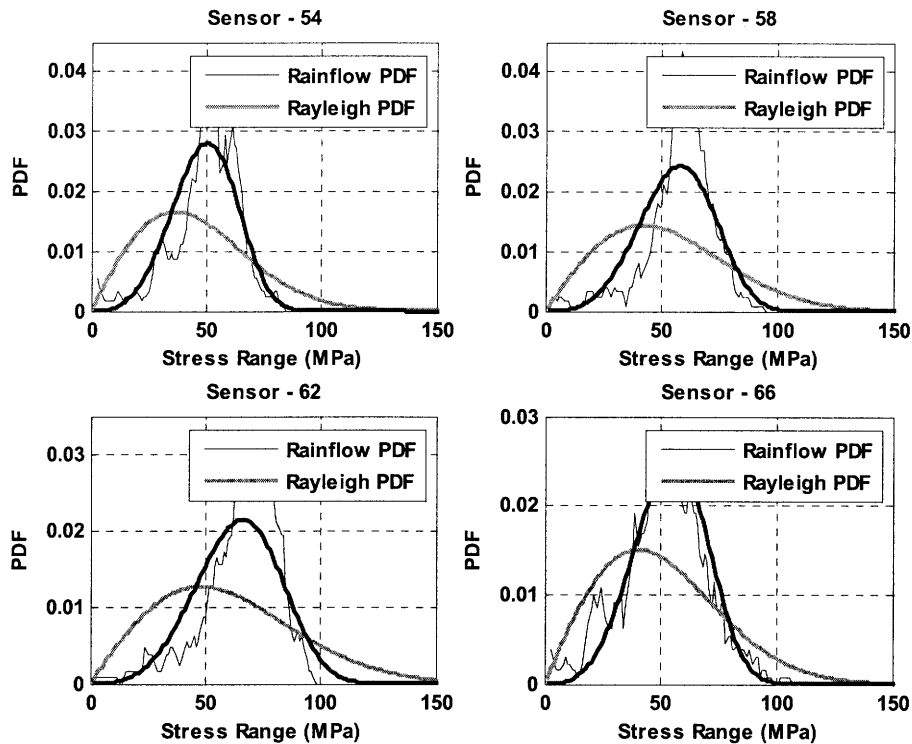 Sensor - 54
0.04
0.03
0.02
0.01
0
PDF
Rainflow PDF
Rayleigh PDF
0 50 100 150
Stress Range (MPa)
Sensor - 58
0.04
0.03
0.02
0.01
0
PDF
Rainflow PDF
Rayleigh PDF
0 50 100 150
Stress Range (MPa)
Sensor - 62
0.03
0.02
0.01
0
PDF
Rainflow PDF
Rayleigh PDF
0 50 100 150
Stress Range (MPa)
Sensor - 66
0.03
0.02
0.01
0
PDF
Rainflow PDF
Rayleigh PDF
0 50 100 150
Stress Range (MPa)